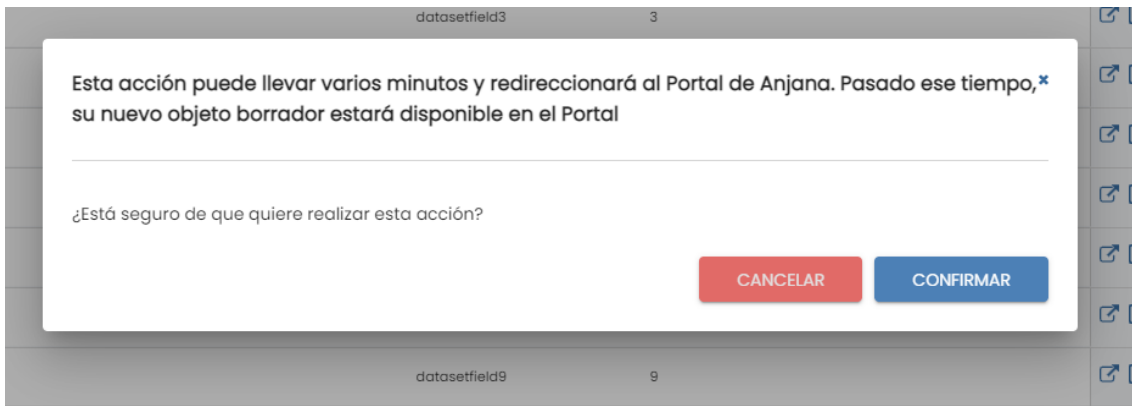 datasetfield3 3
Esta acción puede llevar varios minutos y redireccionará al Portal de Anjana. Pasado ese tiempo,
su nuevo objeto borrador estará disponible en el Portal
¿Está seguro de que quiere realizar esta acción?
CANCELAR CONFIRMAR
datasetfield9 9